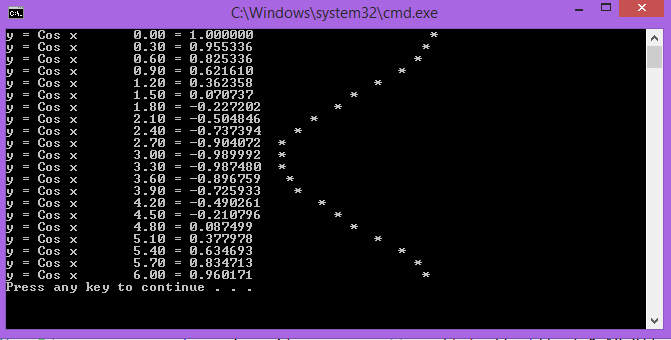 C:\Windows\system32\cmd.exe
y = Cos x 0.00 = 1.000000 *
y = Cos x 0.30 = 0.955336 *
y = Cos x 0.60 = 0.825336 *
y = Cos x 0.90 = 0.621610 *
y = Cos x 1.20 = 0.362358 *
y = Cos x 1.50 = 0.070737 *
y = Cos x 1.80 = -0.227202 *
y = Cos x 2.10 = -0.504846 *
y = Cos x 2.40 = -0.737394 *
y = Cos x 2.70 = -0.904072 *
y = Cos x 3.00 = -0.989992 *
y = Cos x 3.30 = -0.987480 *
y = Cos x 3.60 = -0.896759 *
y = Cos x 3.90 = -0.725933 *
y = Cos x 4.20 = -0.490261 *
y = Cos x 4.50 = -0.210796 *
y = Cos x 4.80 = 0.087499 *
y = Cos x 5.10 = 0.377978 *
y = Cos x 5.40 = 0.634693 *
y = Cos x 5.70 = 0.834713 *
y = Cos x 6.00 = 0.960171 *
Press any key to continue . . .